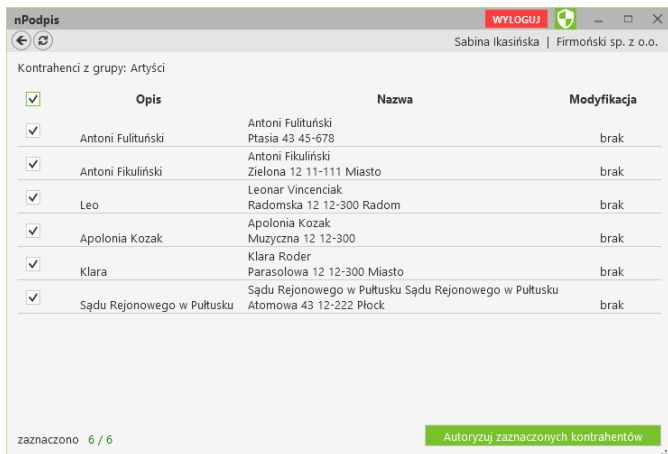 nPodpis WYLOGUJ
Sabina Ikasińska | Firmoński sp. z o.o.
Kontrahenci z grupy: Artyści
Opis Nazwa Modyfikacja
Antoni Fulituński
Antoni Fulituński Ptasia 43 45-678 brak
Antoni Fikuliński
Antoni Fikuliński Zielona 12 11-111 Miasto brak
Leonar Vincenciak
Leo Radomska 12 12-300 Radom brak
Apolonia Kozak
Apolonia Kozak Muzyczna 12 12-300 brak
Klara Roder
Klara Parasolowa 12 12-300 Miasto brak
Sądu Rejonowego w Pułtusku Sądu Rejonowego w Pułtusku
Sądu Rejonowego w Pułtusku Atomowa 43 12-222 Płock brak
zaznaczono 6 / 6 Autoryzuj zaznaczonych kontrahentów